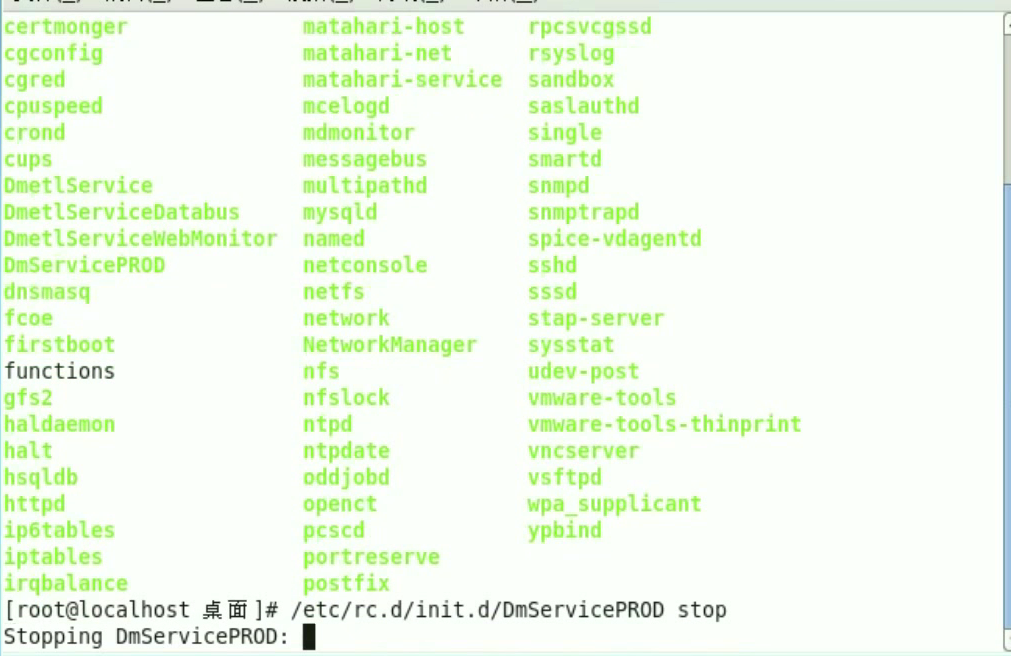 certmonger matahari-host rpcsvcgssd
cgconfig matahari-net rsyslog
cgred matahari-service sandbox
cpuspeed mcelogd saslauthd
crond mdmonitor single
cups messagebus smartd
DmetlService multipathd snmpd
DmetlServiceDatabus mysqld snmptrapd
DmetlServiceWebMonitor named spice-vdagentd
DmServicePROD netconsole sshd
dnsmasq netfs sssd
fcoe network stap-server
firstboot NetworkManager sysstat
functions nfs udev-post
gfs2 nfslock vmware-tools
haldaemon ntpd vmware-tools-thinprint
halt ntpdate vncserver
hsqldb oddjobd vsftpd
httpd openct wpa_supplicant
ip6tables pcscd ypbind
iptables portreserve
irqbalance postfix
[root@localhost 桌面]# /etc/rc.d/init.d/DmServicePROD stop
Stopping DmServicePROD: